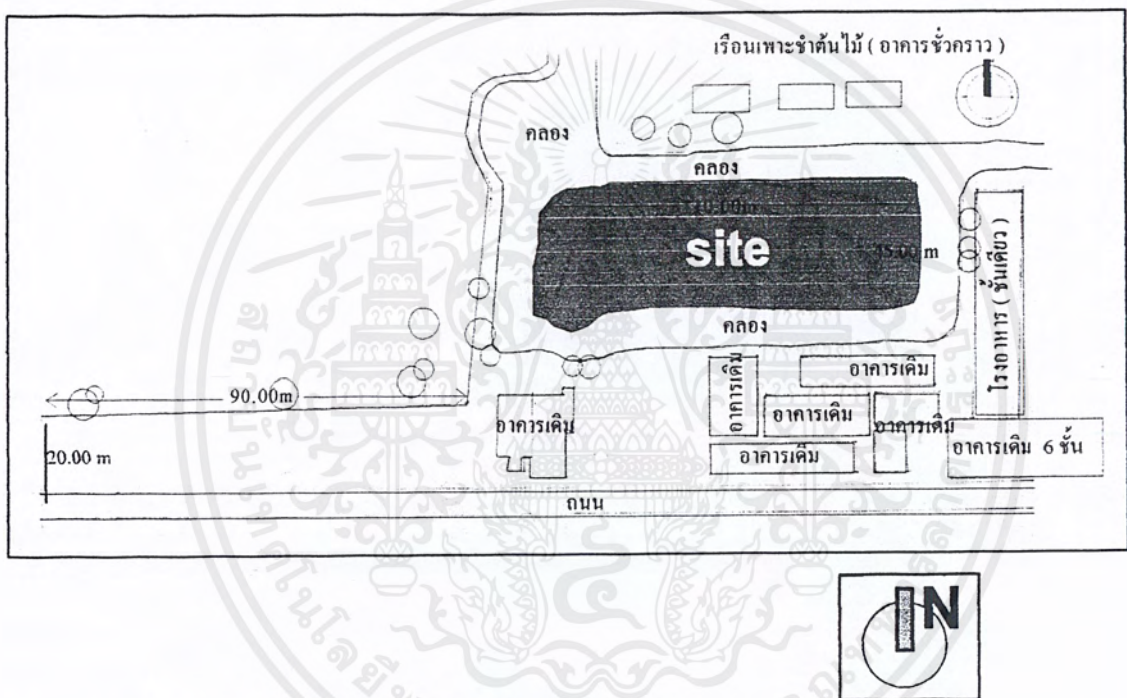 เรือนเพาะชำต้นไม้ ( อาคารชั่วคราว )
คลอง
คลอง
site
m
คลอง
โรงอาหาร ( ชั้นเดียว )
90.00m
อาคารเดิม
อาคารเดิม
อาคารเดิม
อาคารเดิม
อาคารเดิม
อาคารเดิม
อาคารเดิม 6 ชั้น
20.00 m
ถนน
N